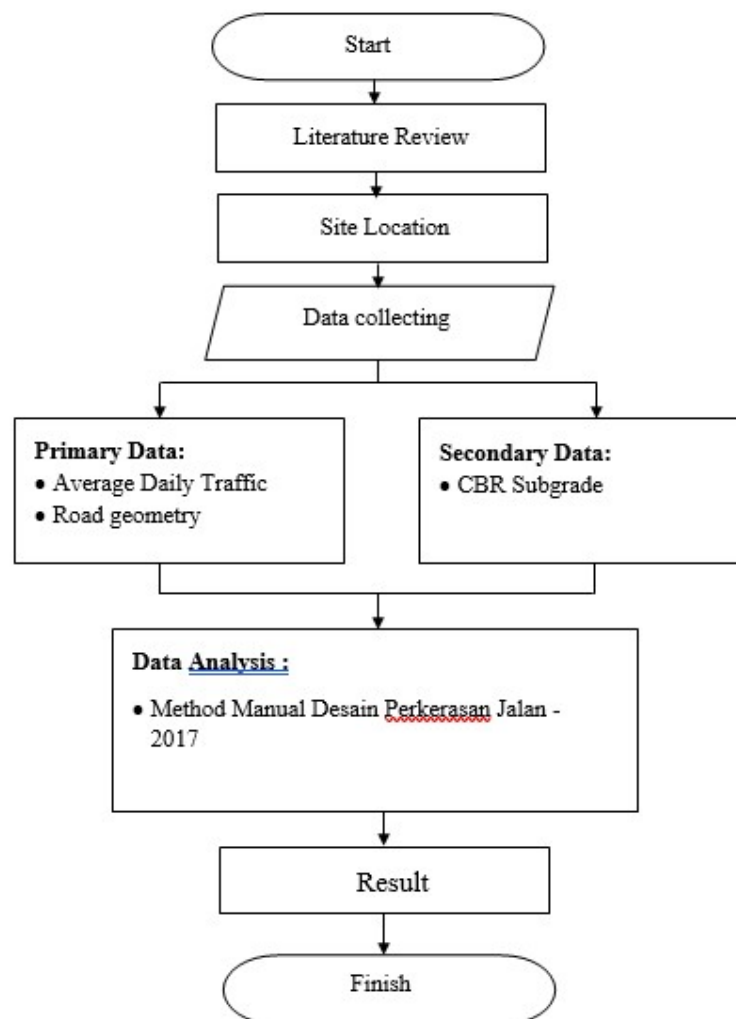 Start
Literature Review
Site Location
Data collecting
Primary Data:
• Average Daily Traffic
• Road geometry
Secondary Data:
• CBR Subgrade
Data Analysis :
• Method Manual Desain Perkerasan Jalan -
2017
Result
Finish